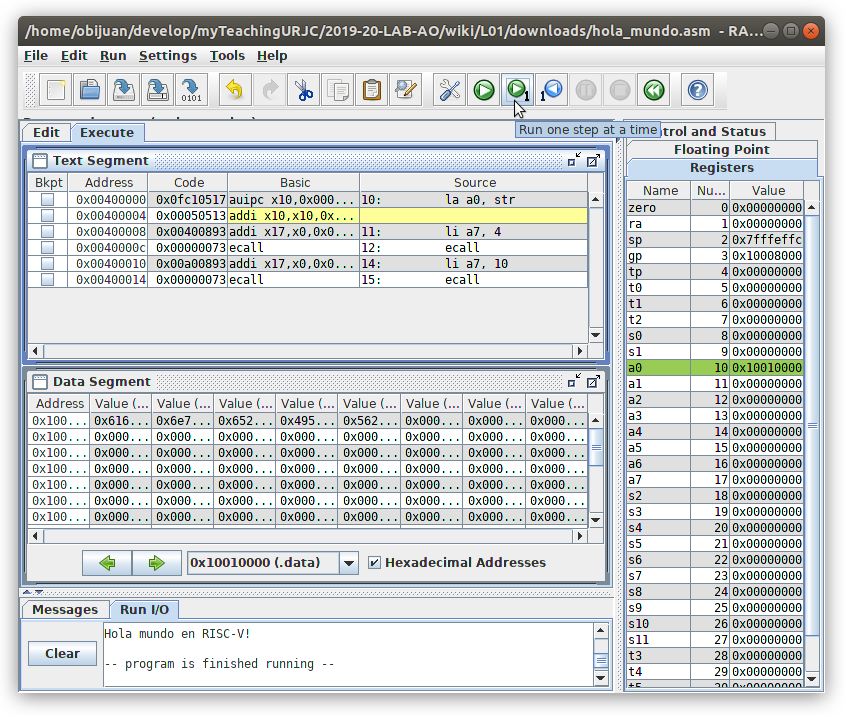 /home/obijuan/develop/myTeachingURJC/2019-20-LAB-AO/wiki/L01/downloads/hola_mundo.asm - RA...
File Edit Run Settings Tools Help
0101 1 1
Run one step at a time
Edit Execute
Text Segment
Bkpt Address Code Basic Source
0x00400000 0x0fc10517 auipc x10,0x000... 10: la a0, str
0x00400004 0x00050513 addi x10,x10,0x...
0x00400008 0x00400893 addi x17,x0,0x0... 11: li a7, 4
0x0040000c 0x00000073 ecall 12: ecall
0x00400010 0x00a00893 addi x17,x0,0x0... 14: li a7, 10
0x00400014 0x00000073 ecall 15: ecall
Data Segment
Address Value (... Value (... Value (... Value (... Value (... Value (... Value (... Value (...
0x100... 0x616... 0x6e7... 0x652... 0x495... 0x562... 0x000... 0x000... 0x000...
0x100... 0x000... 0x000... 0x000... 0x000... 0x000... 0x000... 0x000... 0x000...
0x100... 0x000... 0x000... 0x000... 0x000... 0x000... 0x000... 0x000... 0x000...
0x100... 0x000... 0x000... 0x000... 0x000... 0x000... 0x000... 0x000... 0x000...
0x100... 0x000... 0x000... 0x000... 0x000... 0x000... 0x000... 0x000... 0x000...
0x100... 0x000... 0x000... 0x000... 0x000... 0x000... 0x000... 0x000... 0x000...
0x100... 0x000... 0x000... 0x000... 0x000... 0x000... 0x000... 0x000... 0x000...
0x10010000 (.data) Hexadecimal Addresses
Messages Run I/O
Clear
Hola mundo en RISC-V!
-- program is finished running --
and Status
Floating Point
Registers
Name Nu... Value
zero 0 0x00000000
ra 1 0x00000000
sp 2 0x7fffeffc
gp 3 0x10008000
tp 4 0x00000000
t0 5 0x00000000
t1 6 0x00000000
t2 7 0x00000000
s0 8 0x00000000
s1 9 0x00000000
a0 10 0x10010000
a1 11 0x00000000
a2 12 0x00000000
a3 13 0x00000000
a4 14 0x00000000
a5 15 0x00000000
a6 16 0x00000000
a7 17 0x00000000
s2 18 0x00000000
s3 19 0x00000000
s4 20 0x00000000
s5 21 0x00000000
s6 22 0x00000000
s7 23 0x00000000
s8 24 0x00000000
s9 25 0x00000000
s10 26 0x00000000
s11 27 0x00000000
t3 28 0x00000000
t4 29 0x00000000